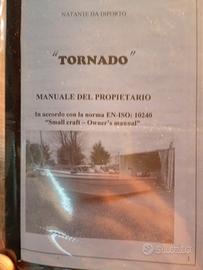 NATANTE DA DIPORTO
"TORNADO"
MANUALE DEL PROPIETARIO
In accordo con la norma EN-ISO: 10240
"Small craft – Owner's manual"
Subito